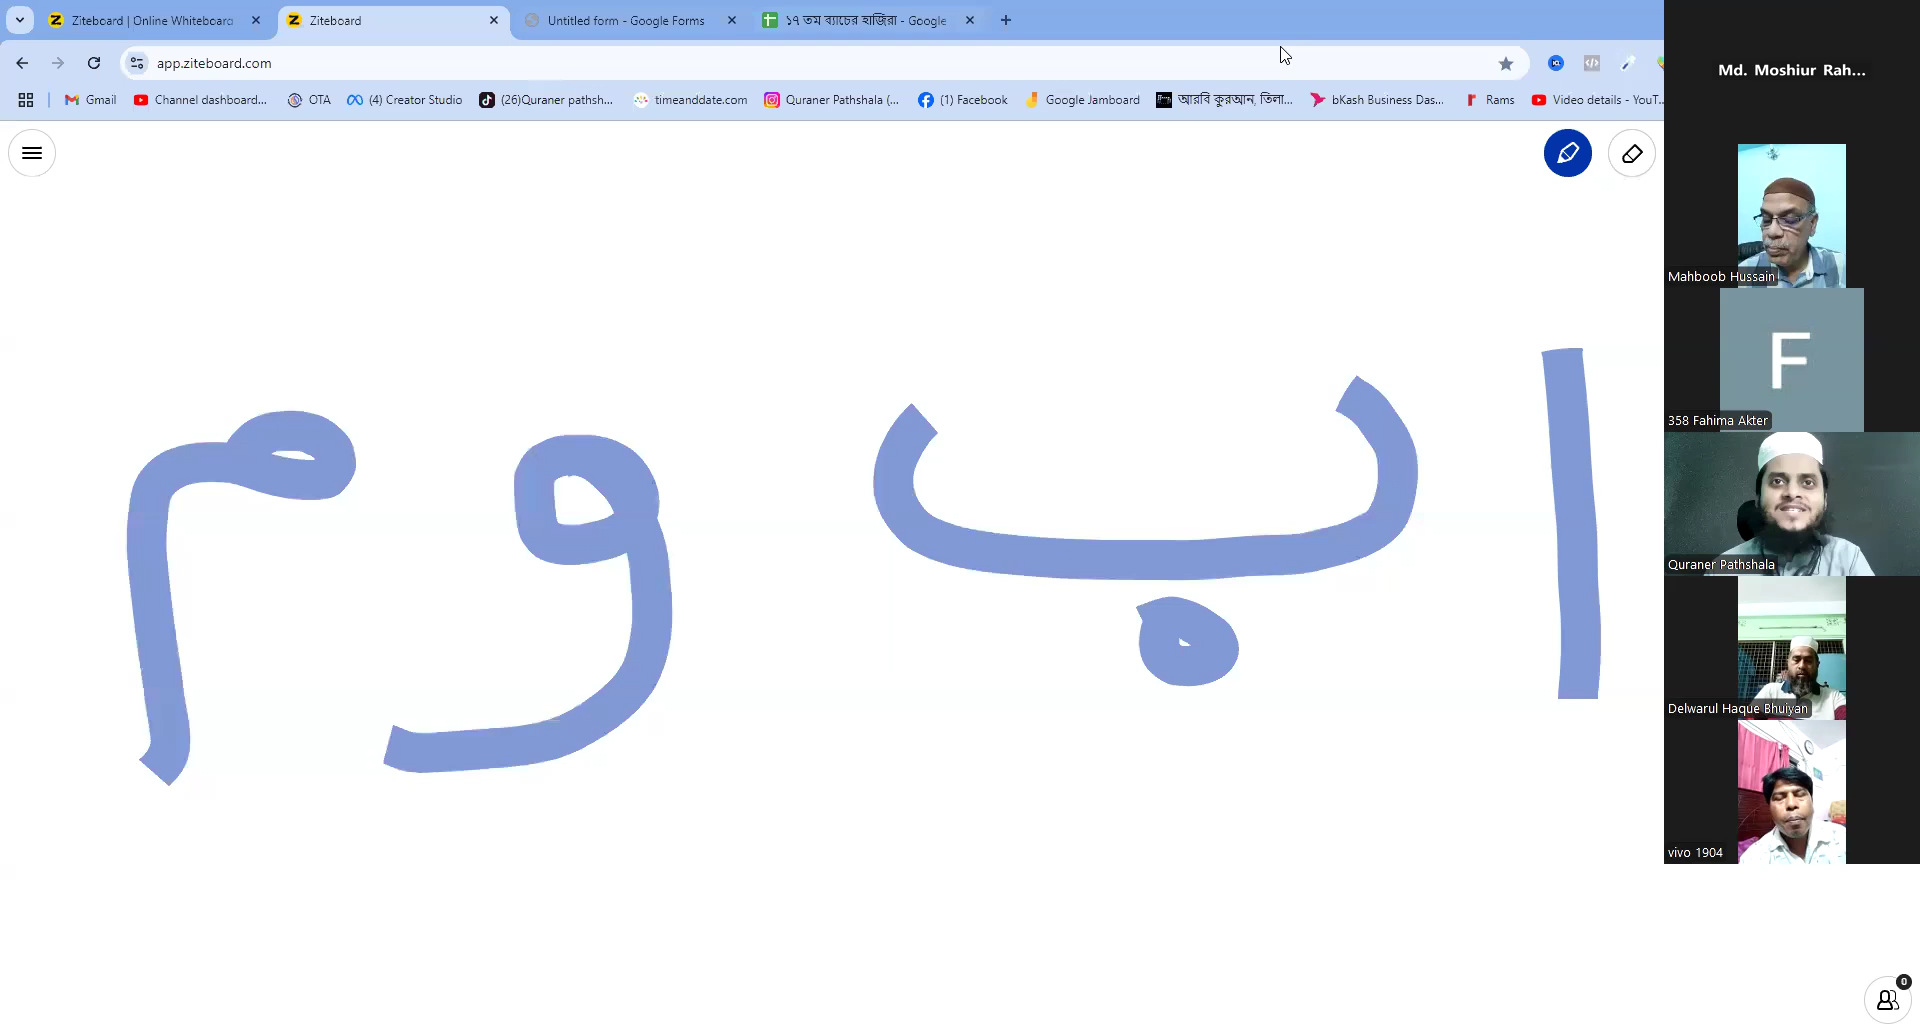 Ziteboard | Online Whiteboard
Ziteboard
Untitled form - Google Forms
১৭ তম ব্যাচের হাজিরা - Google
app.ziteboard.com
Gmail
Channel dashboard...
OTA
(4) Creator Studio
(26)Quraner pathsh...
timeanddate.com
Quraner Pathshala (...
(1) Facebook
Google Jamboard
আরবি কুরআন, তিলা...
bKash Business Das...
Rams
Video details - YouT...
ا ب و م
Md. Moshiur Rah...
Mahboob Hussain
F
358 Fahima Akter
Quraner Pathshala
Delwarul Haque Bhuiyan
vivo 1904
0